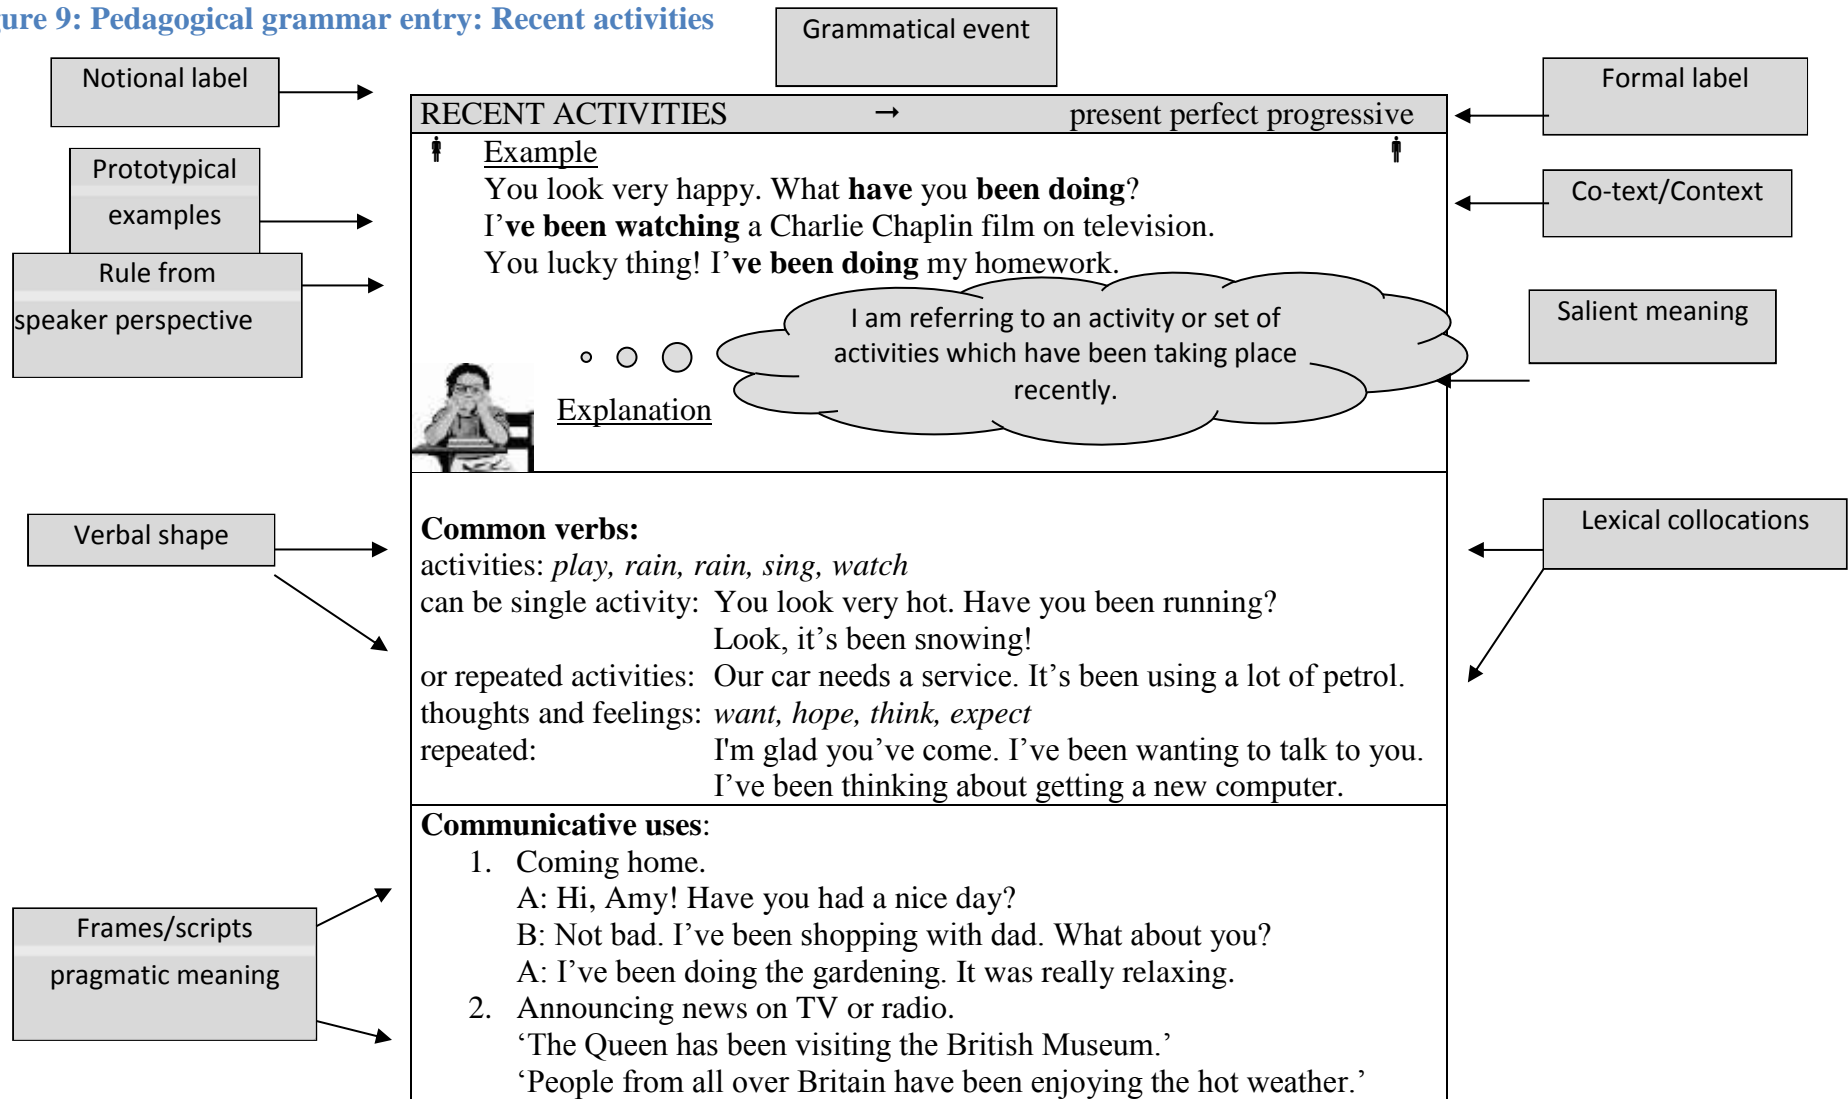 gure 9: Pedagogical grammar entry: Recent activities
Grammatical event
Notional label
Formal label
RECENT ACTIVITIES → present perfect progressive
Example
Prototypical
examples
Co-text/Context
You look very happy. What have you been doing?
I've been watching a Charlie Chaplin film on television.
You lucky thing! I've been doing my homework.
Rule from
speaker perspective
I am referring to an activity or set of
activities which have been taking place
recently.
Salient meaning
Explanation
Verbal shape
Lexical collocations
Common verbs:
activities: play, rain, rain, sing, watch
can be single activity: You look very hot. Have you been running?
Look, it's been snowing!
or repeated activities: Our car needs a service. It's been using a lot of petrol.
thoughts and feelings: want, hope, think, expect
repeated: I'm glad you've come. I've been wanting to talk to you.
I've been thinking about getting a new computer.
Communicative uses:
1. Coming home.
A: Hi, Amy! Have you had a nice day?
B: Not bad. I've been shopping with dad. What about you?
A: I've been doing the gardening. It was really relaxing.
Frames/scripts
pragmatic meaning
2. Announcing news on TV or radio.
‘The Queen has been visiting the British Museum.’
‘People from all over Britain have been enjoying the hot weather.’